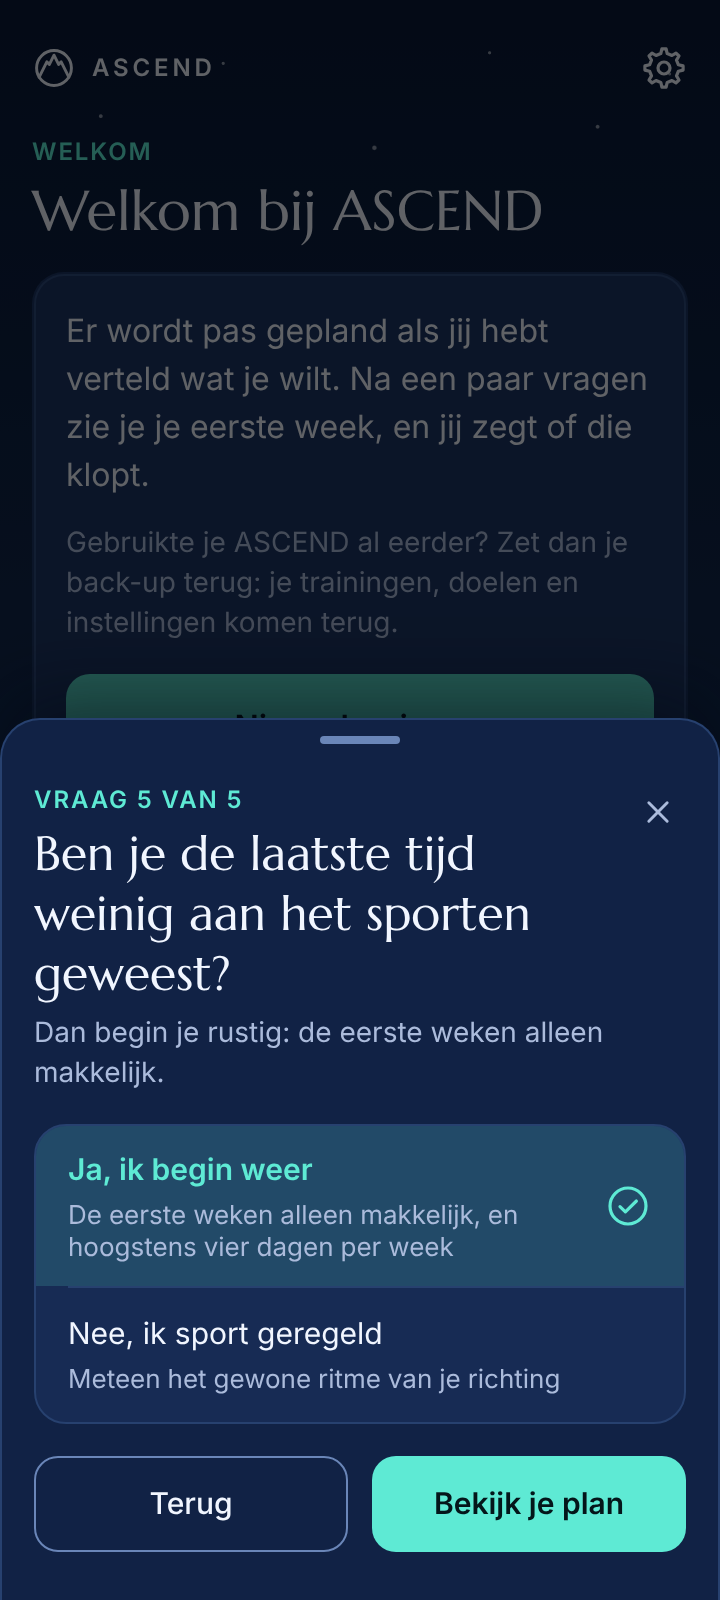 ASCEND
WELKOM
Welkom bij ASCEND
Er wordt pas gepland als jij hebt
verteld wat je wilt. Na een paar vragen
zie je je eerste week, en jij zegt of die
klopt.
Gebruikte je ASCEND al eerder? Zet dan je
back-up terug: je trainingen, doelen en
instellingen komen terug.
VRAAG 5 VAN 5
Ben je de laatste tijd
weinig aan het sporten
geweest?
Dan begin je rustig: de eerste weken alleen
makkelijk.
Ja, ik begin weer
De eerste weken alleen makkelijk, en
hoogstens vier dagen per week
Nee, ik sport geregeld
Meteen het gewone ritme van je richting
Terug
Bekijk je plan